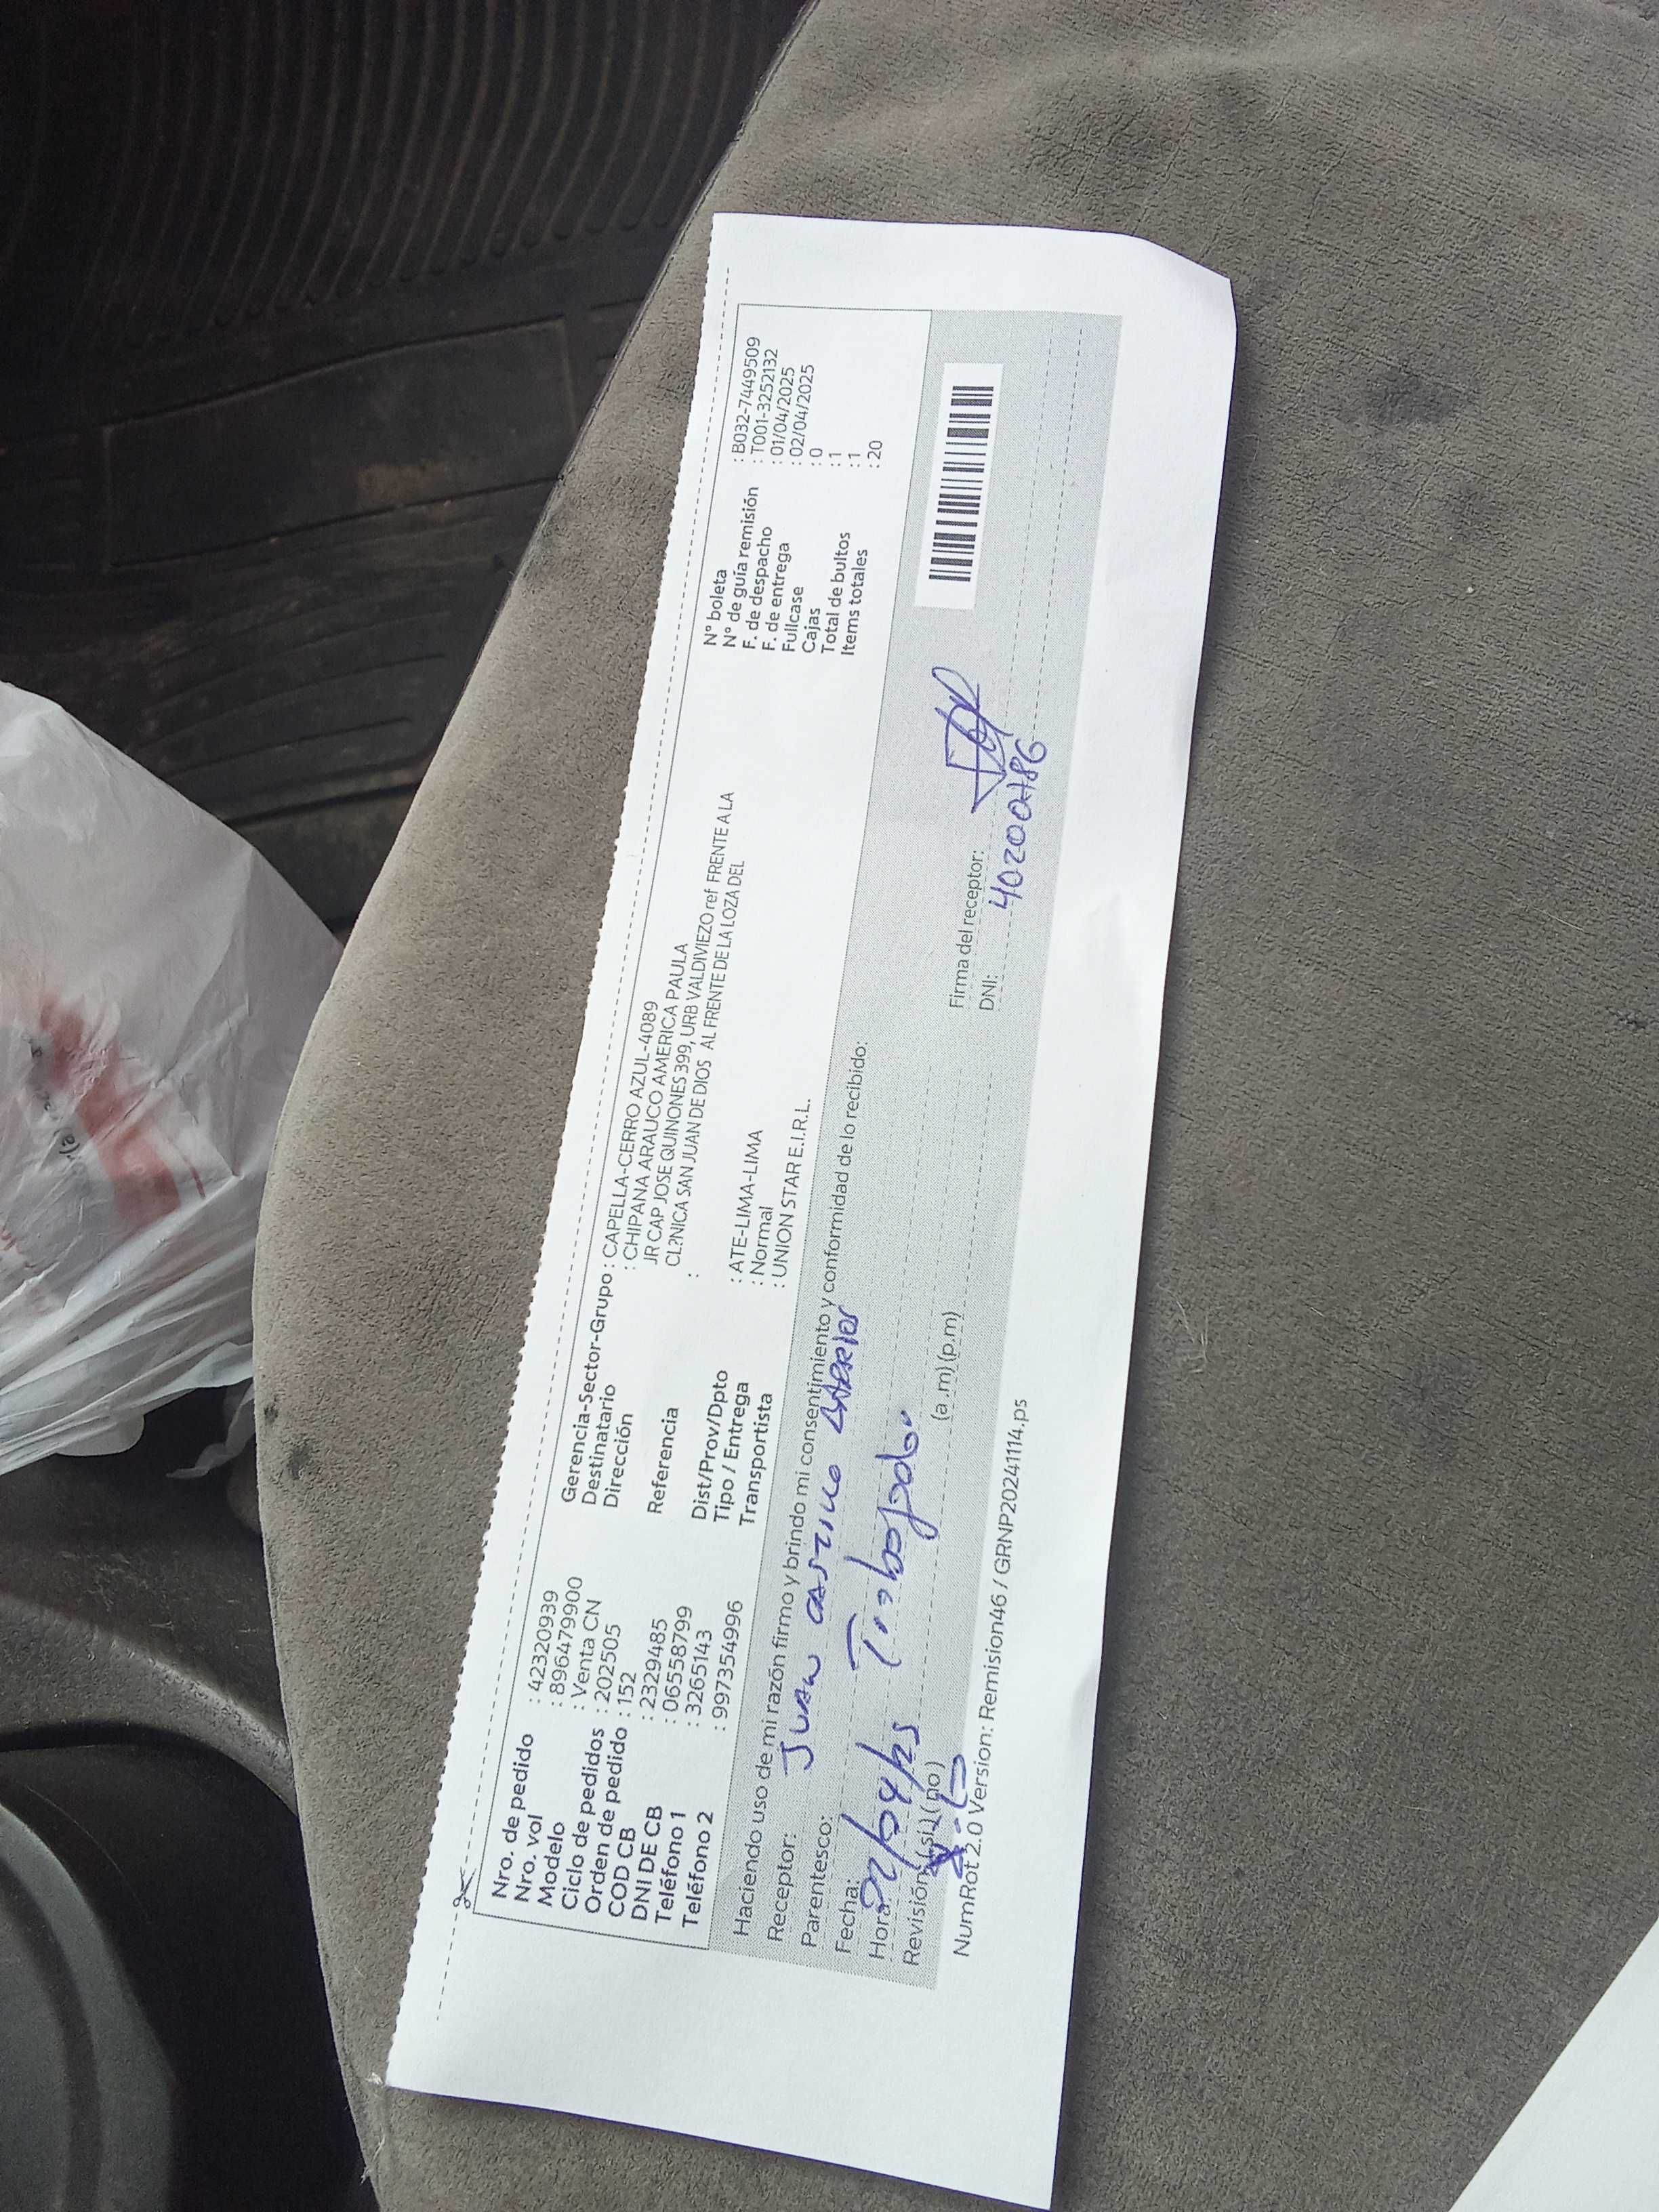 Nro. de pedido : 42320939
Nro. vol : 896479900
Modelo : Venta CN
Ciclo de pedidos : 202505
Orden de pedido : 152
COD CB : 2329485
DNI DE CB : 06558799
Teléfono 1 : 3265143
Teléfono 2 : 997354996
Gerencia-Sector-Grupo : CAPELLA-CERRO AZUL-4089
Destinatario : CHIPANA ARAUCO AMERICA PAULA
Dirección JR CAP JOSE QUINONES 399, URB VALDIVIEZO ref FRENTE A LA
CL?NICA SAN JUAN DE DIOS AL FRENTE DE LA LOZA DEL
Referencia :
Dist/Prov/Dpto : ATE-LIMA-LIMA
Tipo / Entrega : Normal
Transportista : UNION STAR E.I.R.L.
N° boleta : B032-7449509
N° de guía remisión : T001-3252132
F. de despacho : 01/04/2025
F. de entrega : 02/04/2025
Fullcase : 0
Cajas : 1
Total de bultos : 1
Items totales : 20
Haciendo uso de mi razón firmo y brindo mi consentimiento y conformidad de lo recibido:
Receptor: JUAN CASTILLO
Parentesco: Trabajador
Fecha: 02/04/25
Hora: (a .m) (p.m)
Revisión: (si) (no)
Firma del receptor:
DNI: 40200786
NumRot 2.0 Version: Remision46 / GRNP20241114.ps